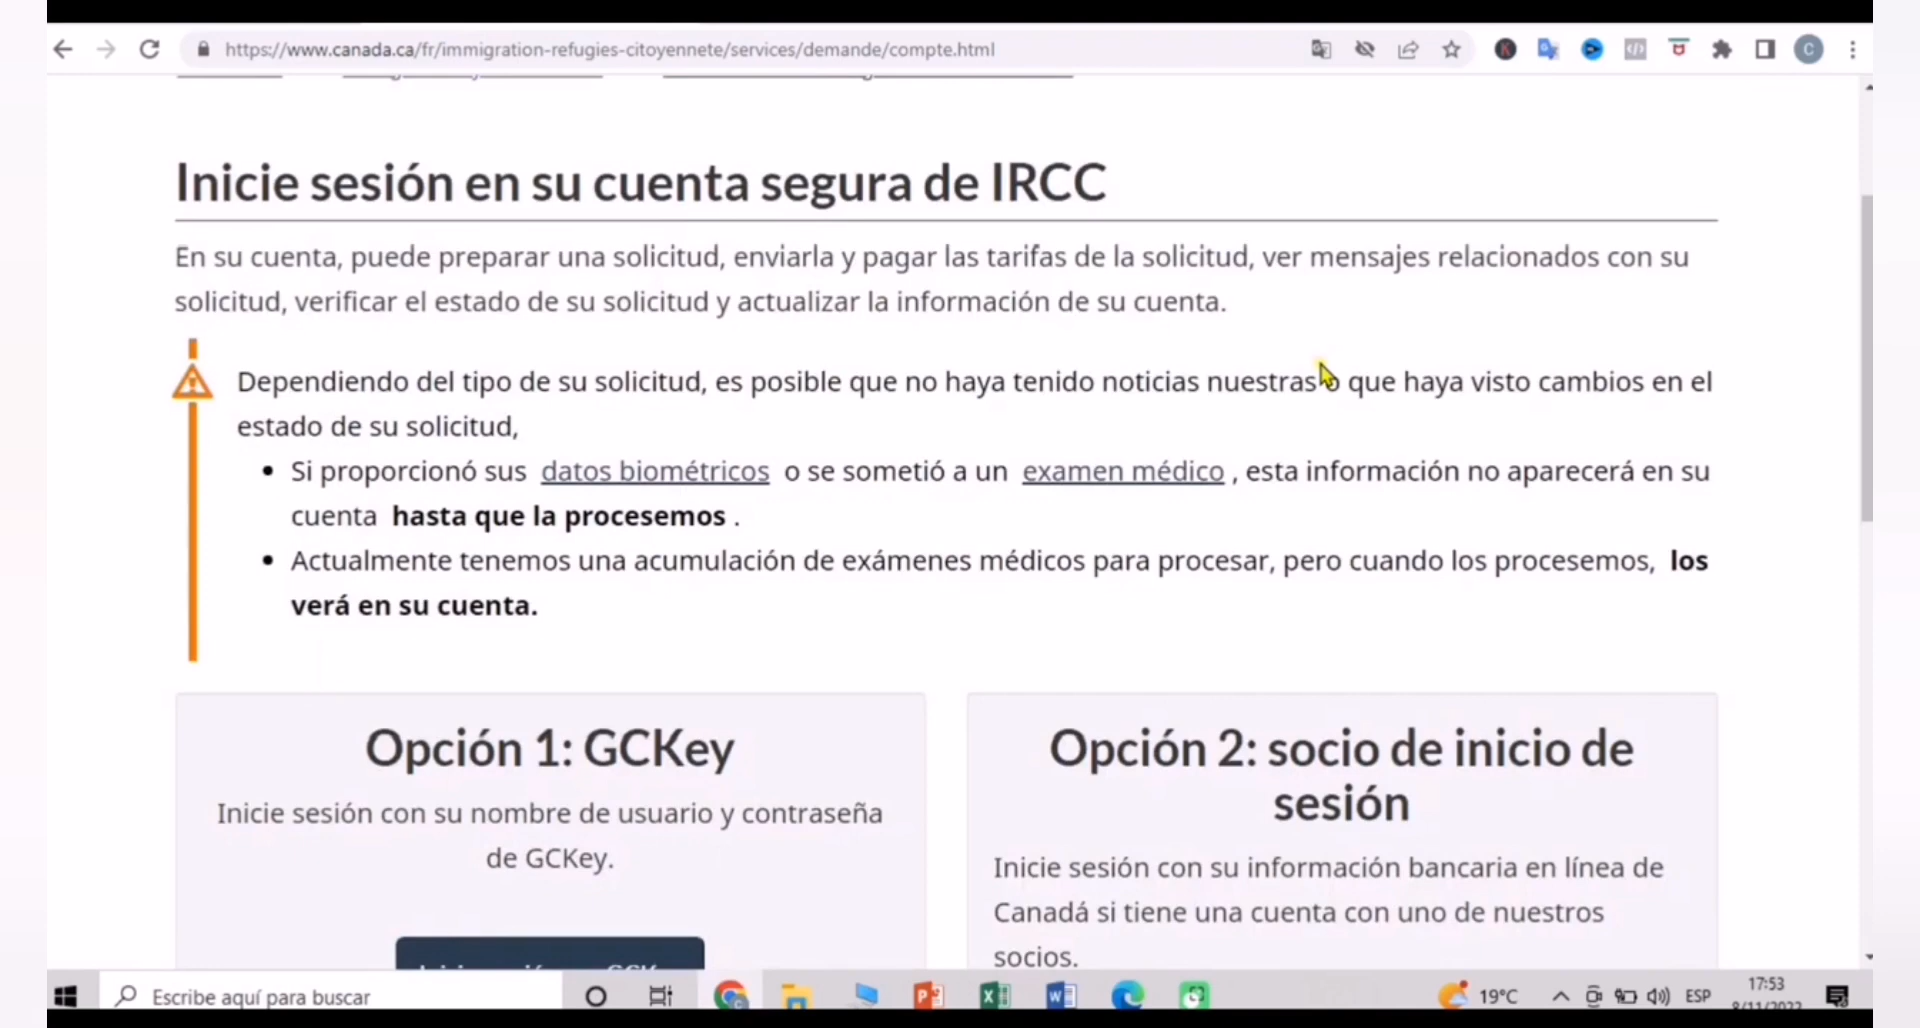 https://www.canada.ca/fr/immigration-refugies-citoyennete/services/demande/compte.html
C
Inicie sesión en su cuenta segura de IRCC
En su cuenta, puede preparar una solicitud, enviarla y pagar las tarifas de la solicitud, ver mensajes relacionados con su
solicitud, verificar el estado de su solicitud y actualizar la información de su cuenta.
Dependiendo del tipo de su solicitud, es posible que no haya tenido noticias nuestras o que haya visto cambios en el
estado de su solicitud,
Si proporcionó sus datos biométricos o se sometió a un examen médico , esta información no aparecerá en su
cuenta hasta que la procesemos .
Actualmente tenemos una acumulación de exámenes médicos para procesar, pero cuando los procesemos, los
verá en su cuenta.
Opción 1: GCKey
Inicie sesión con su nombre de usuario y contraseña
de GCKey.
Opción 2: socio de inicio de
sesión
Inicie sesión con su información bancaria en línea de
Canadá si tiene una cuenta con uno de nuestros
socios.
Escribe aquí para buscar
19°C
ESP
17:53
8/11/2022